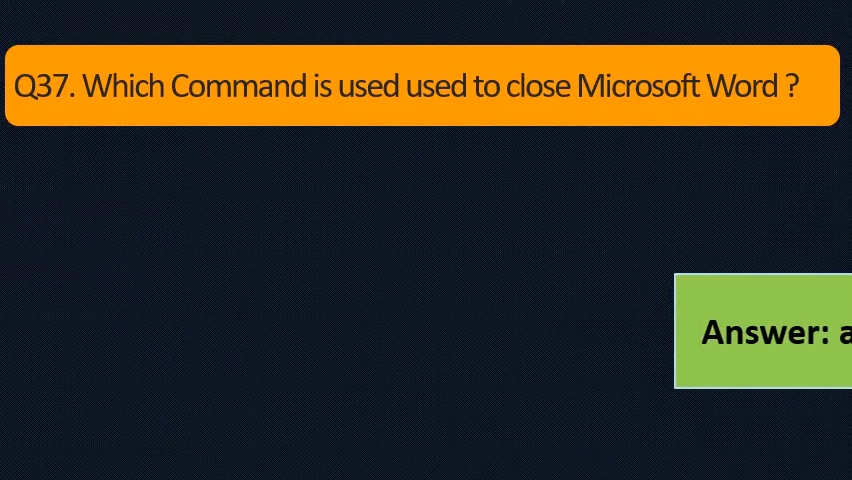 Q37. Which Command is used used to close Microsoft Word ?
Answer: a